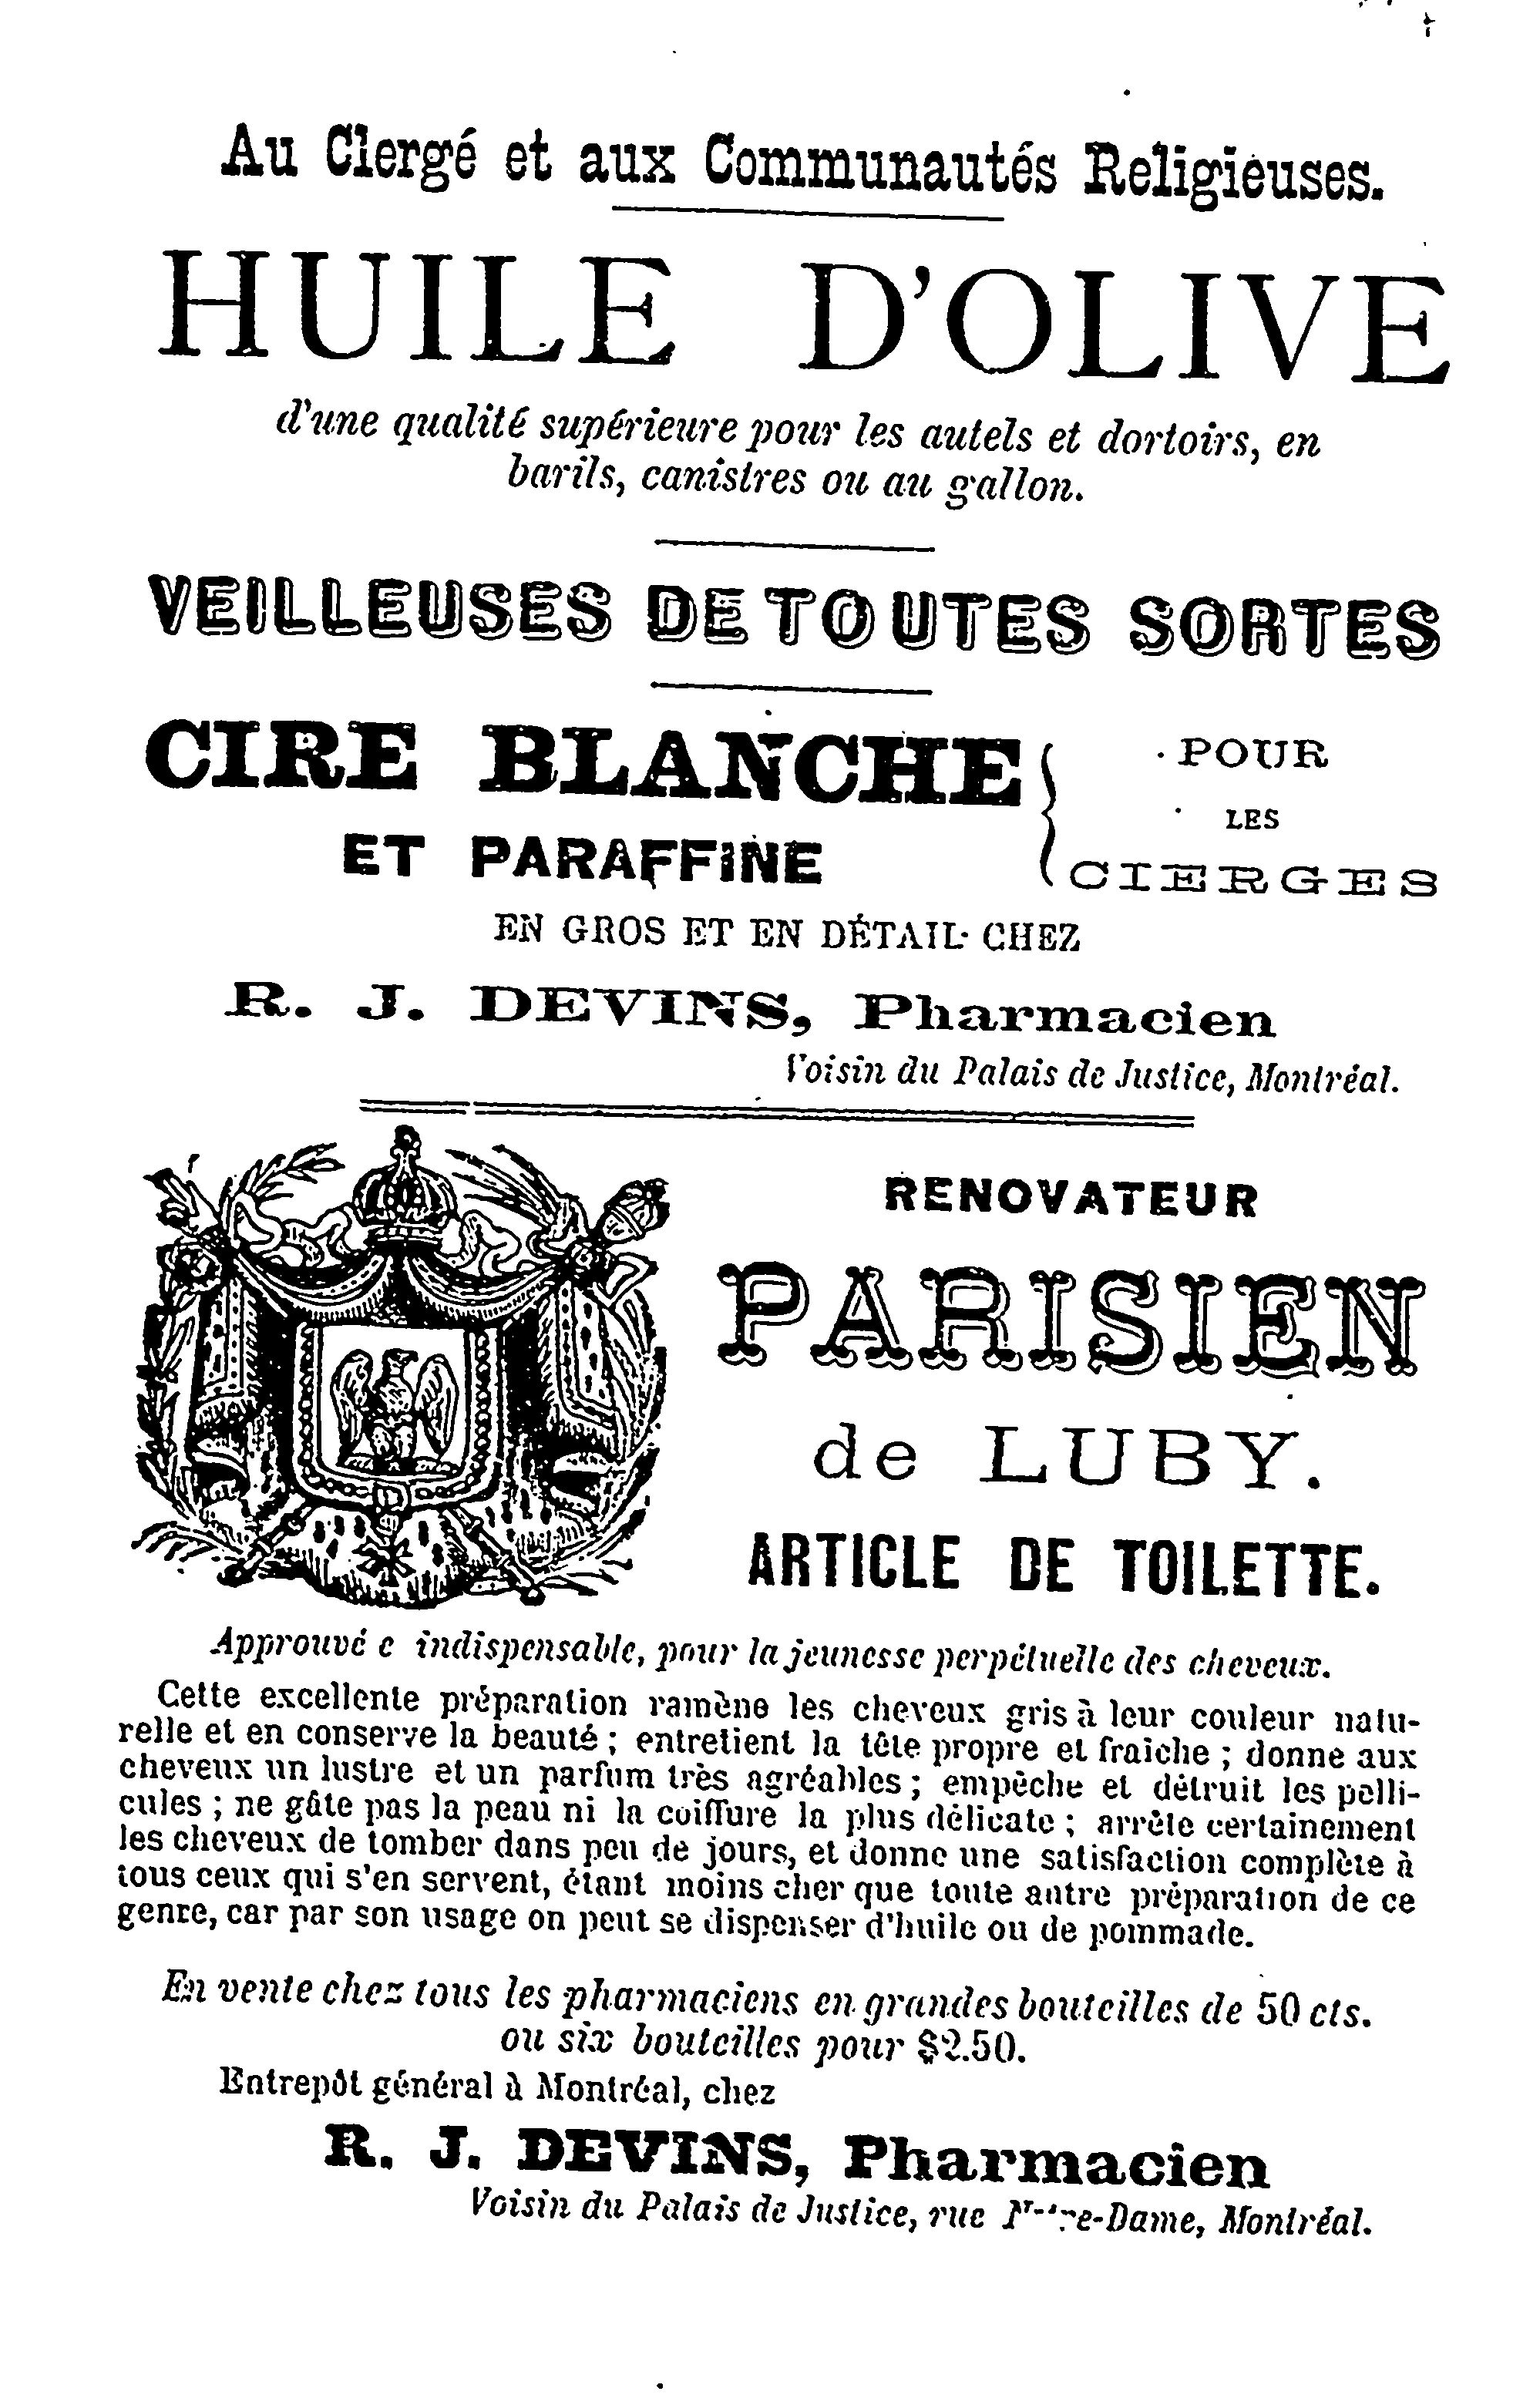 Au Clergé et aux Communautés Religieuses.
HUILE D'OLIVE
d'une qualité supérieure pour les autels et dortoirs, en
barils, canistres ou au gallon.
VEILLEUSES DE TOUTES SORTES
CIRE BLANCHE
ET PARAFFINE
POUR
LES
CIERGES
EN GROS ET EN DÉTAIL CHEZ
R. J. DEVINS, Pharmacien
Voisin du Palais de Justice, Montréal.
RENOVATEUR
PARISIEN
de LUBY.
ARTICLE DE TOILETTE.
Approuvé e indispensable, pour la jeunesse perpétuelle des cheveux.
Cette excellente préparation ramène les cheveux gris à leur couleur natu-
relle et en conserve la beauté ; entretient la tête propre et fraiche ; donne aux
cheveux un lustre et un parfum très agréables ; empêche et détruit les pelli-
cules ; ne gâte pas la peau ni la coiffure la plus délicate ; arrête certainement
les cheveux de tomber dans peu de jours, et donne une satisfaction complète à
tous ceux qui s'en servent, étant moins cher que toute autre préparation de ce
genre, car par son usage on peut se dispenser d'huile ou de pommade.
En vente chez tous les pharmaciens en grandes bouteilles de 50 cts.
ou six bouteilles pour $2.50.
Entrepôt général à Montréal, chez
R. J. DEVINS, Pharmacien
Voisin du Palais de Justice, rue Notre-Dame, Montréal.